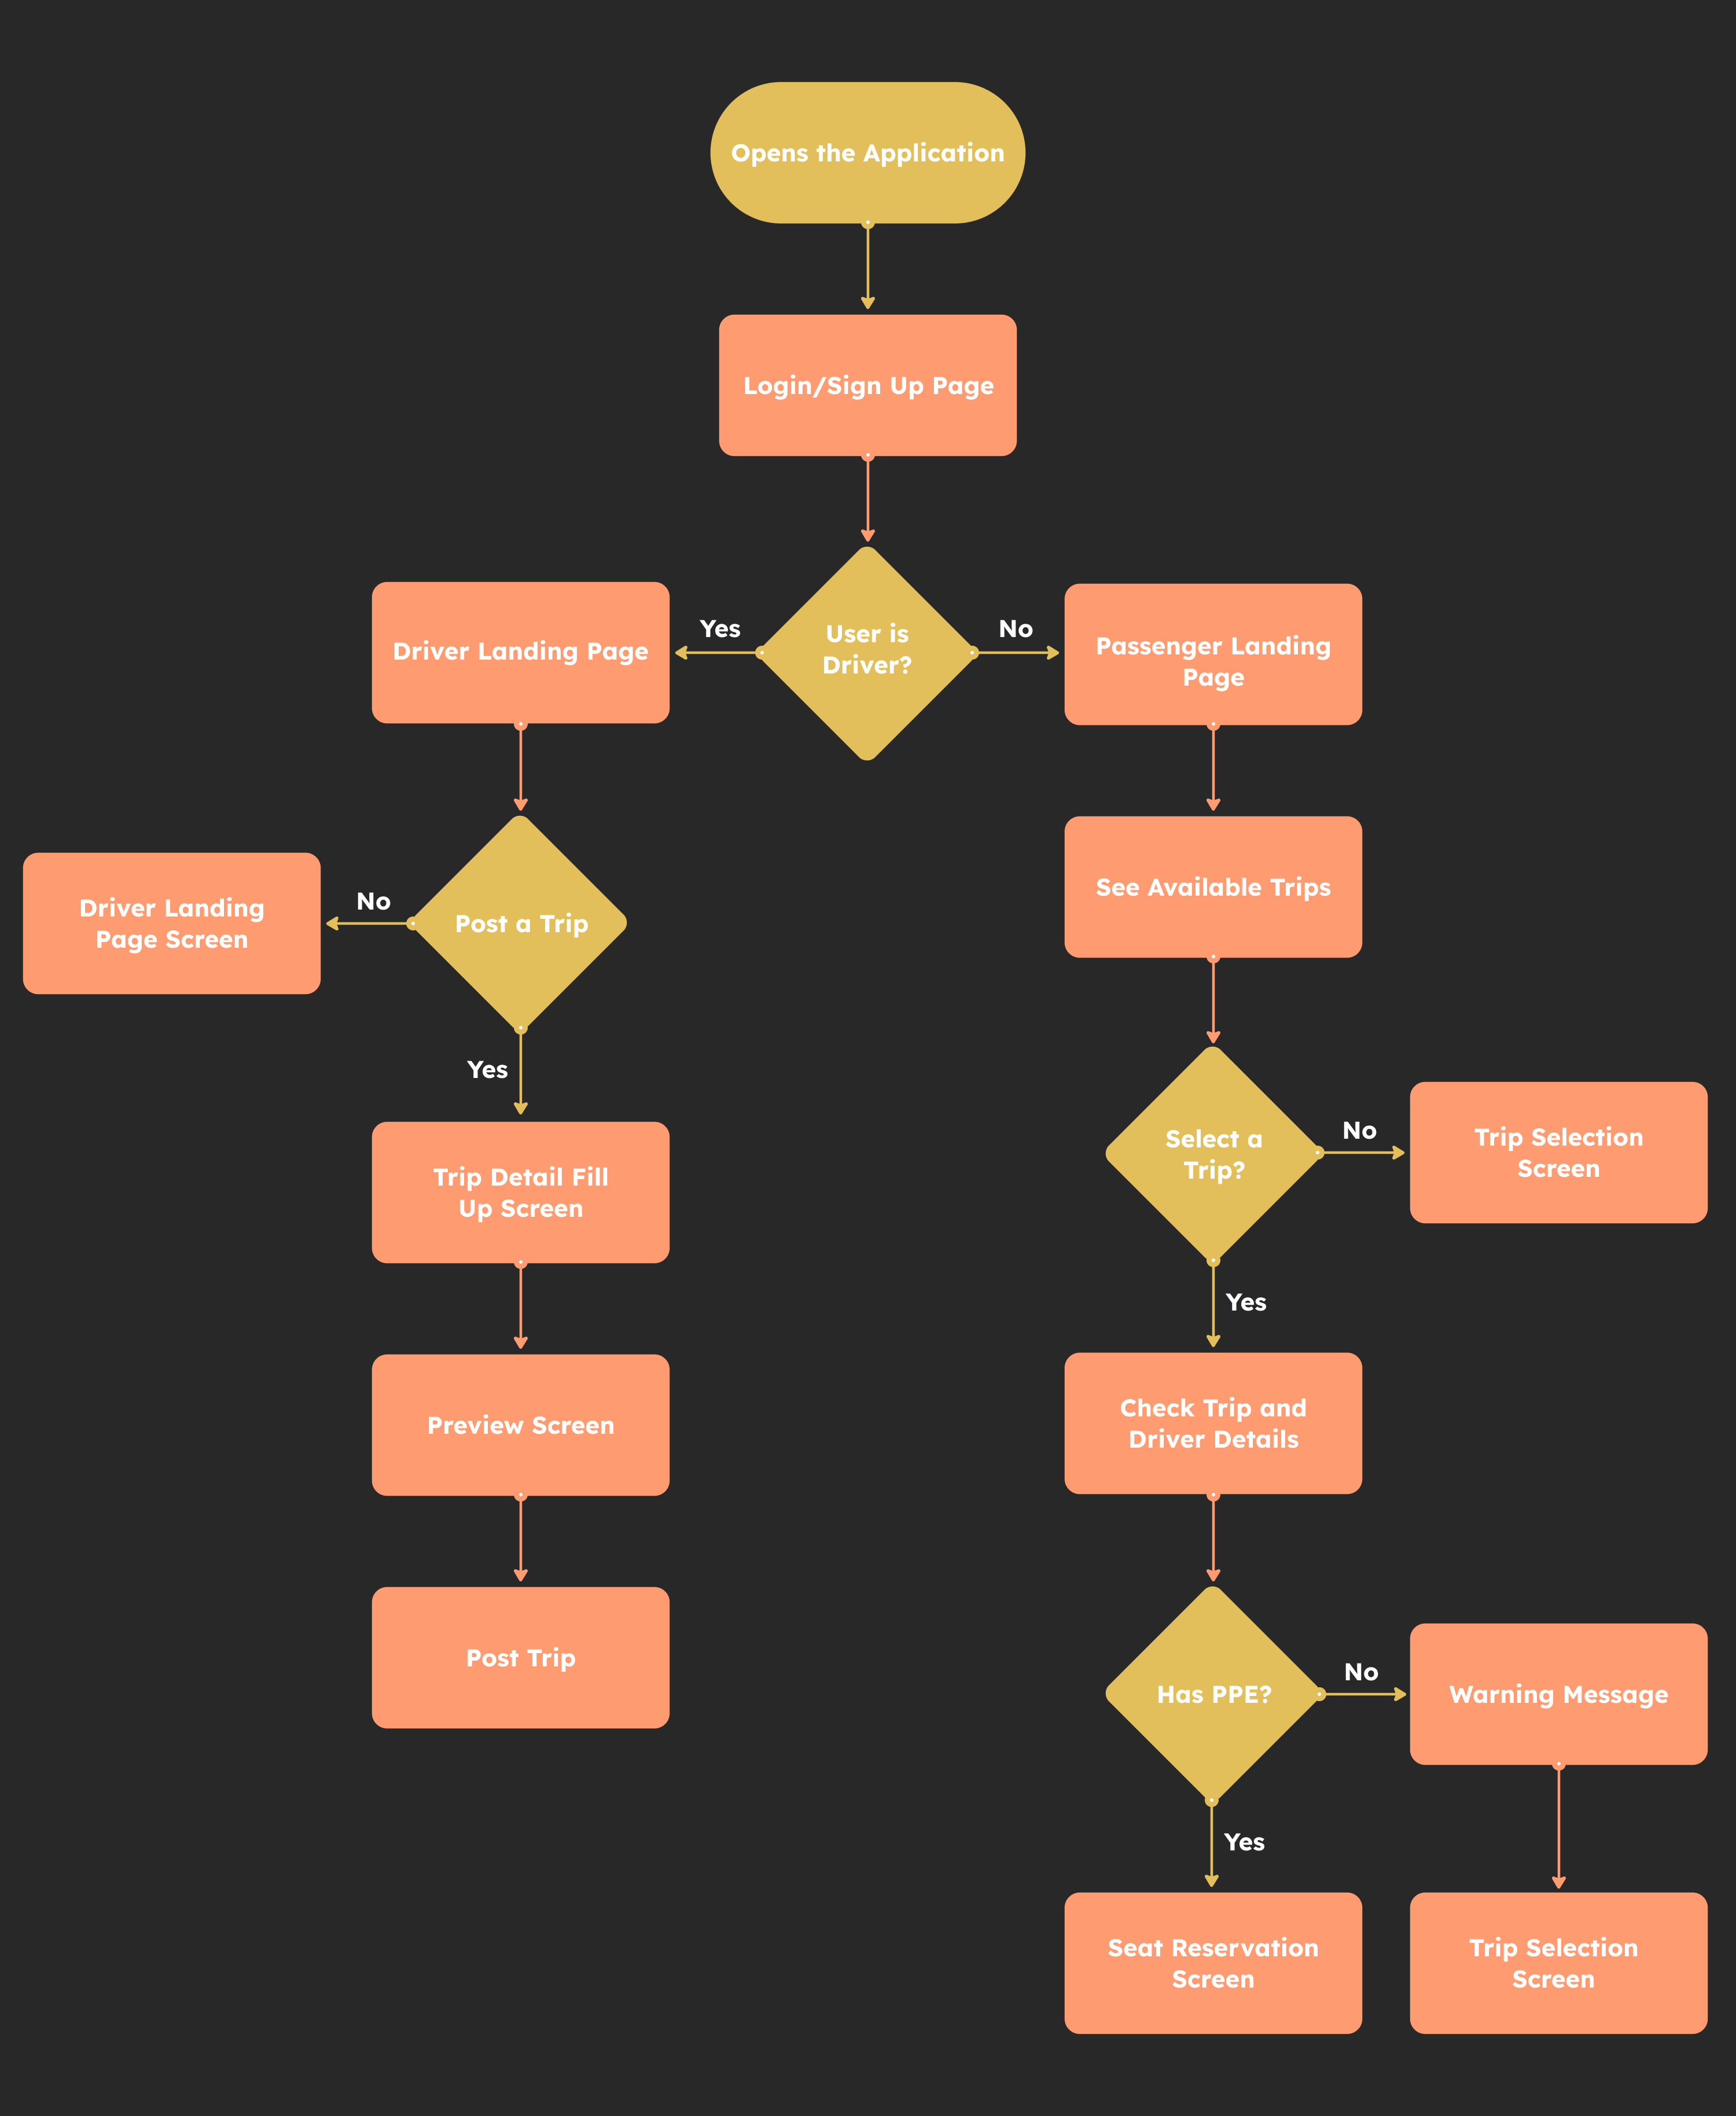 Opens the Application
Login/Sign Up Page
Yes
User is
Driver?
No
Driver Landing Page
Passenger Landing
Page
See Available Trips
No
Driver Landing
Page Screen
Post a Trip
Yes
Select a
Trip?
No
Trip Selection
Screen
Trip Detail Fill
Up Screen
Yes
Preview Screen
Check Trip and
Driver Details
Post Trip
Has PPE?
No
Warning Message
Yes
Seat Reservation
Screen
Trip Selection
Screen